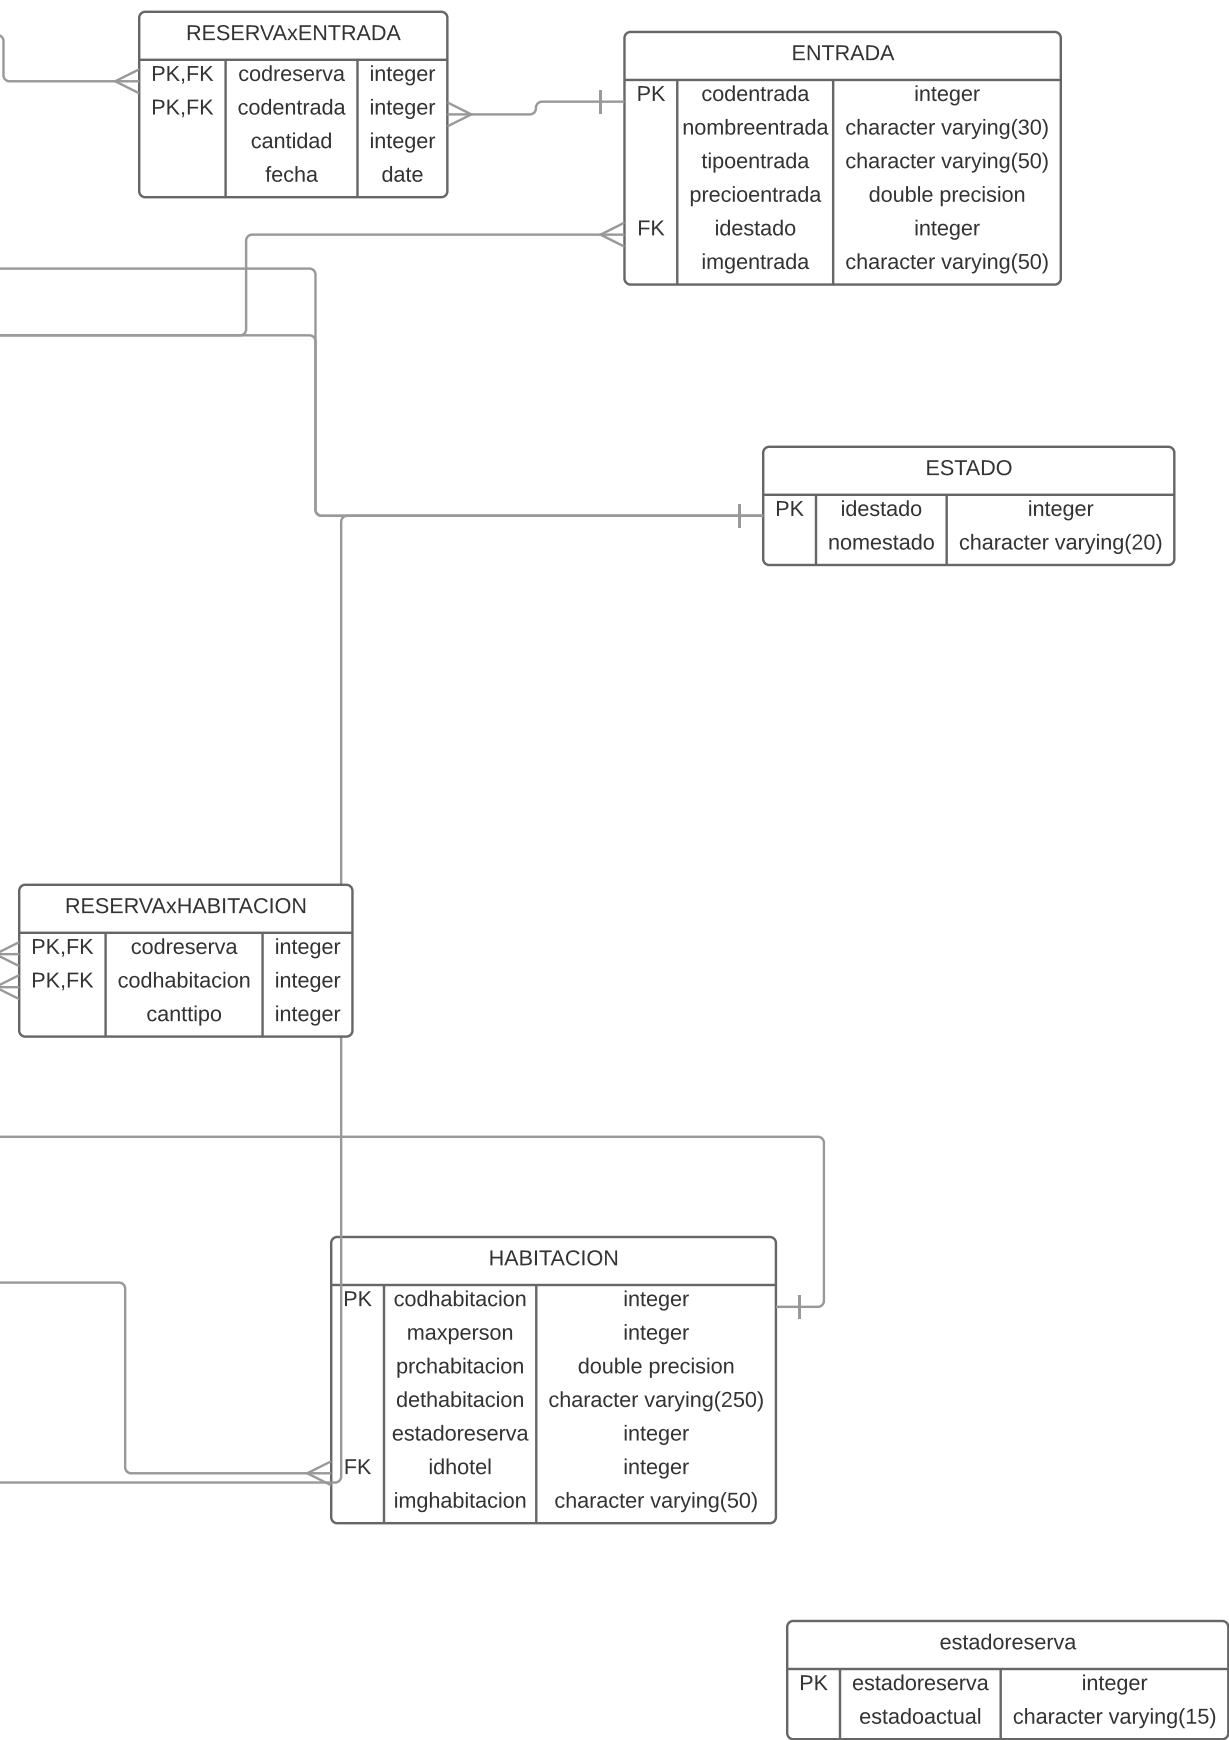 RESERVAxENTRADA
PK,FK codreserva integer
PK,FK codentrada integer
cantidad integer
fecha date
ENTRADA
PK codentrada integer
nombreentrada character varying(30)
tipoentrada character varying(50)
precioentrada double precision
FK idestado integer
imgentrada character varying(50)
ESTADO
PK idestado integer
nomestado character varying(20)
RESERVAxHABITACION
PK,FK codreserva integer
PK,FK codhabitacion integer
canttipo integer
HABITACION
PK codhabitacion integer
maxperson integer
prchabitacion double precision
dethabitacion character varying(250)
estadoreserva integer
FK idhotel integer
imghabitacion character varying(50)
estadoreserva
PK estadoreserva integer
estadoactual character varying(15)